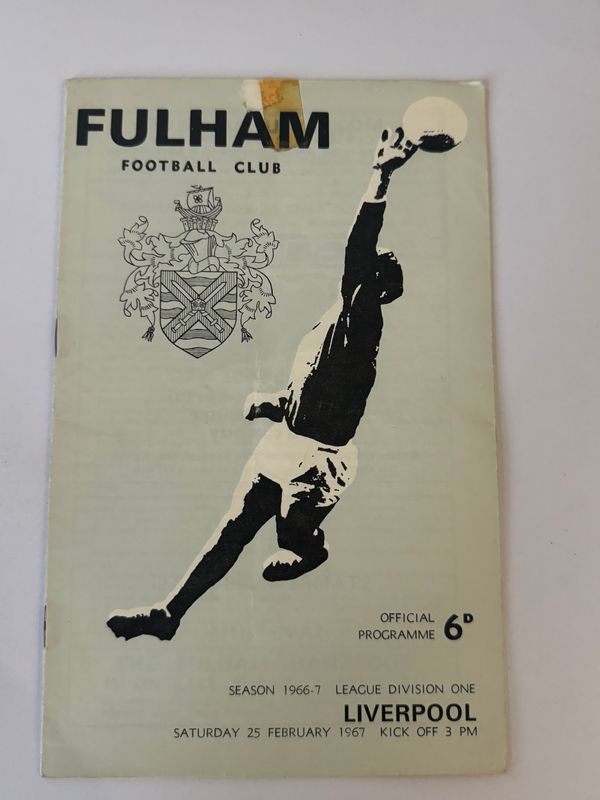 FULHAM
FOOTBALL CLUB
OFFICIAL
PROGRAMME 6D
SEASON 1966-7 LEAGUE DIVISION ONE
LIVERPOOL
SATURDAY 25 FEBRUARY 1967 KICK OFF 3 PM